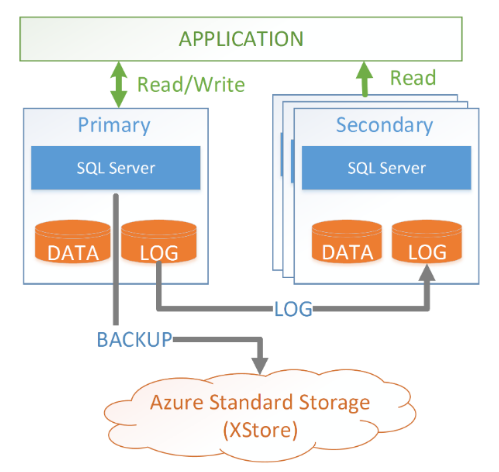 APPLICATION
Read/Write
Read
Primary
Secondary
SQL Server
SQL Server
DATA
LOG
DATA
LOG
LOG
BACKUP
Azure Standard Storage
(XStore)